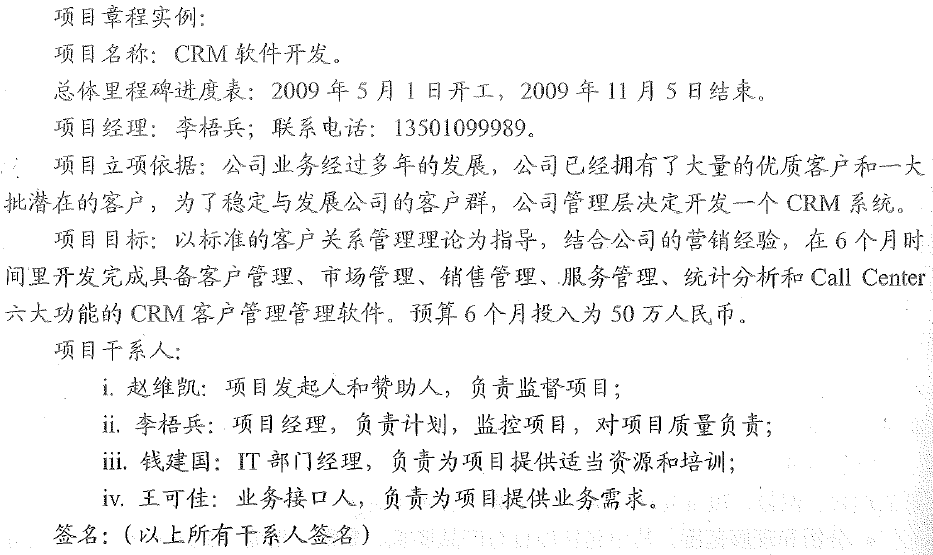 项目章程实例：
项目名称：CRM 软件开发。
总体里程碑进度表：2009 年 5 月 1 日开工，2009 年 11 月 5 日结束。
项目经理：李梧兵；联系电话：13501099989。
项目立项依据：公司业务经过多年的发展，公司已经拥有了大量的优质客户和一大
批潜在的客户，为了稳定与发展公司的客户群，公司管理层决定开发一个 CRM 系统。
项目目标：以标准的客户关系管理理论为指导，结合公司的营销经验，在 6 个月时
间里开发完成具备客户管理、市场管理、销售管理、服务管理、统计分析和 Call Center
六大功能的 CRM 客户管理管理软件。预算 6 个月投入为 50 万人民币。
项目干系人：
i. 赵维凯：项目发起人和赞助人，负责监督项目；
ii. 李梧兵：项目经理，负责计划，监控项目，对项目质量负责；
iii. 钱建国：IT 部门经理，负责为项目提供适当资源和培训；
iv. 王可佳：业务接口人，负责为项目提供业务需求。
签名：（以上所有干系人签名）